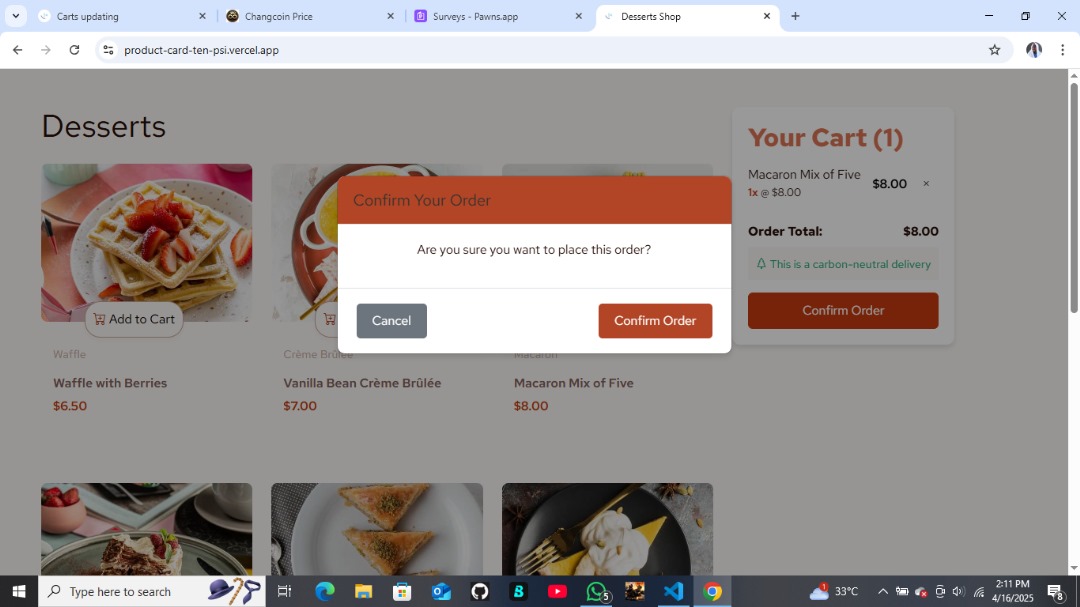 Carts updating
Changcoin Price
Surveys - Pawns.app
Desserts Shop
product-card-ten-psi.vercel.app
Desserts
Your Cart (1)
Macaron Mix of Five
1x @ $8.00
$8.00
Order Total:
$8.00
This is a carbon-neutral delivery
Confirm Order
Confirm Your Order
Are you sure you want to place this order?
Cancel
Confirm Order
Add to Cart
Waffle
Waffle with Berries
$6.50
Crème Brûlée
Vanilla Bean Crème Brûlée
$7.00
Macaron
Macaron Mix of Five
$8.00
Type here to search
B
5
1
33°C
2:11 PM
4/16/2025
8